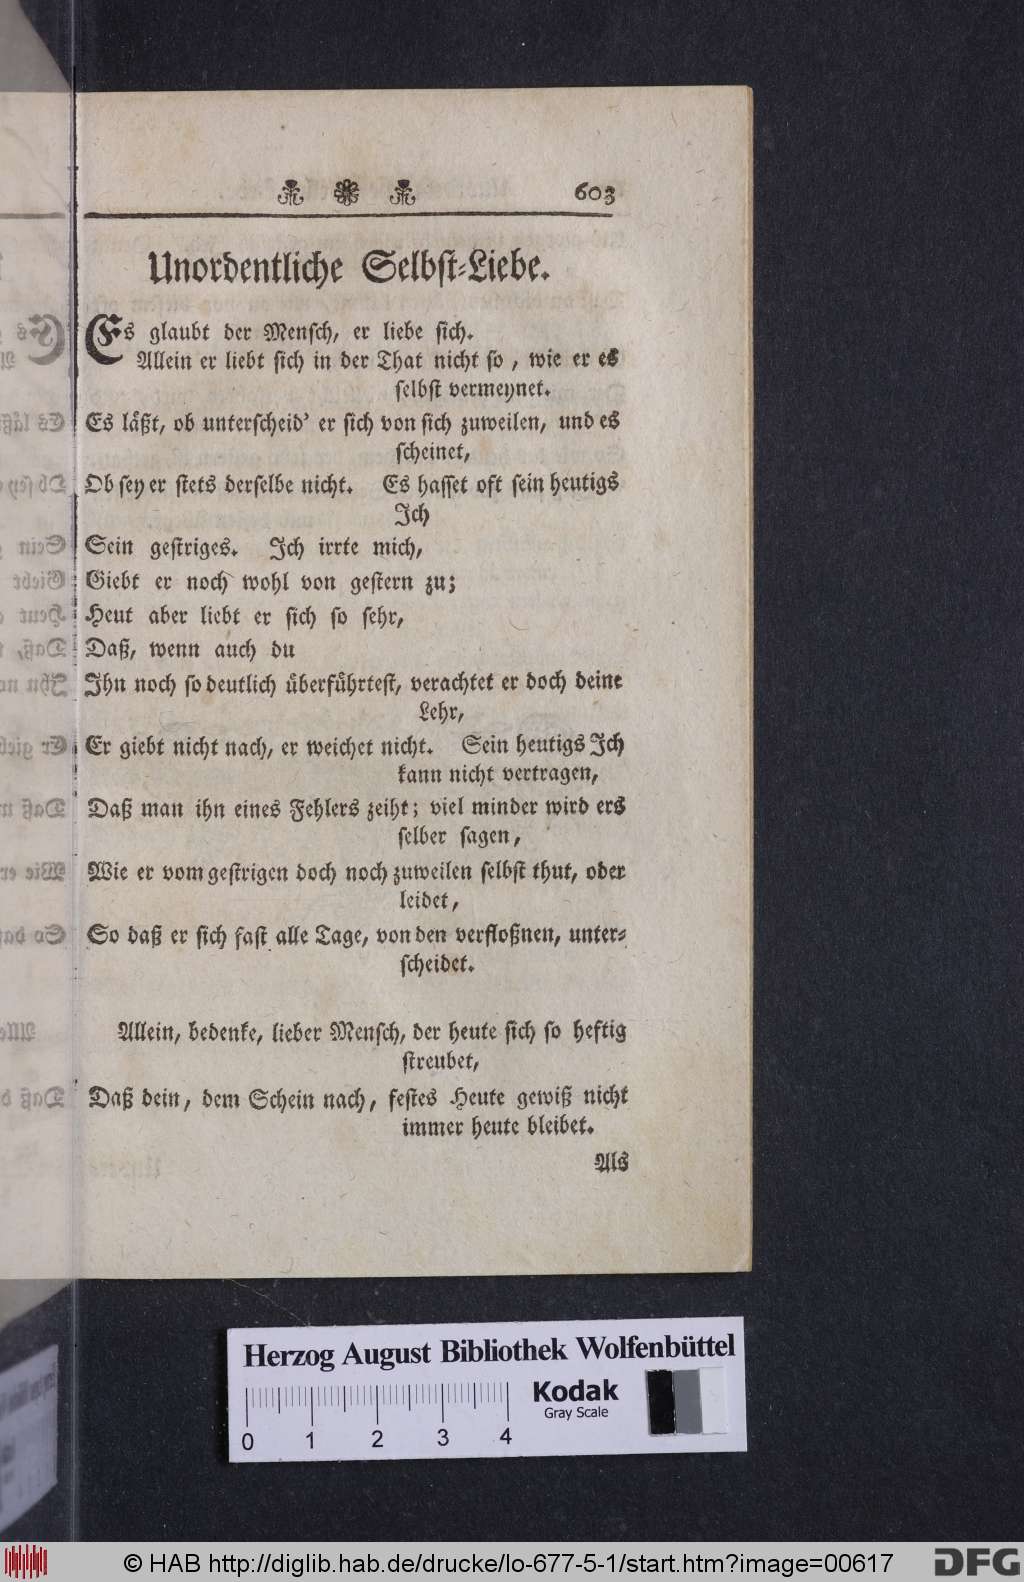 603
Unordentliche Selbst-Liebe.
Es glaubt der Mensch, er liebe sich.
Allein er liebt sich in der That nicht so, wie er es
selbst vermeynet.
Es läßt, ob unterscheid' er sich von sich zuweilen, und es
scheinet,
Ob sey er stets derselbe nicht. Es hasset oft sein heutigs
Ich
Sein gestriges. Ich irrte mich,
Giebt er noch wohl von gestern zu;
Heut aber liebt er sich so sehr,
Daß, wenn auch du
Ihn noch so deutlich überführtest, verachtet er doch deine
Lehr,
Er giebt nicht nach, er weichet nicht. Sein heutigs Ich
kann nicht vertragen,
Daß man ihn eines Fehlers zeiht; viel minder wird ers
selber sagen,
Wie er vom gestrigen doch noch zuweilen selbst thut, oder
leidet,
So daß er sich fast alle Tage, von den verfloßnen, unter-
scheidet.
Allein, bedenke, lieber Mensch, der heute sich so heftig
streubet,
Daß dein, dem Schein nach, festes Heute gewiß nicht
immer heute bleibet.
Als
Herzog August Bibliothek Wolfenbüttel
Kodak
Gray Scale
0 1 2 3 4
© HAB http://diglib.hab.de/drucke/lo-677-5-1/start.htm?image=00617
DFG